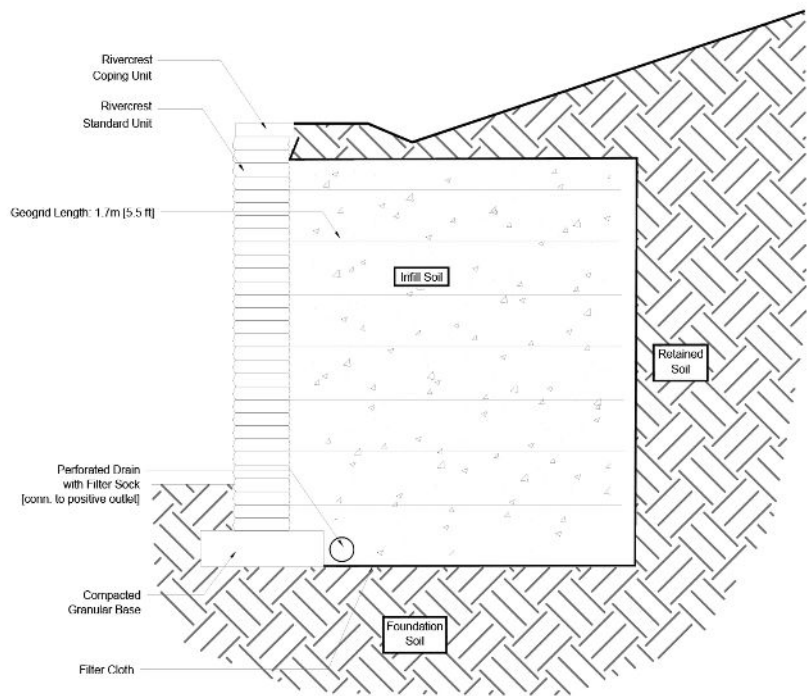 Rivercrest
Coping Unit
Rivercrest
Standard Unit
Geogrid Length: 1.7m [5.5 ft]
Infill Soil
Retained
Soil
Perforated Drain
with Filter Sock
[conn. to positive outlet]
Compacted
Granular Base
Foundation
Soil
Filter Cloth